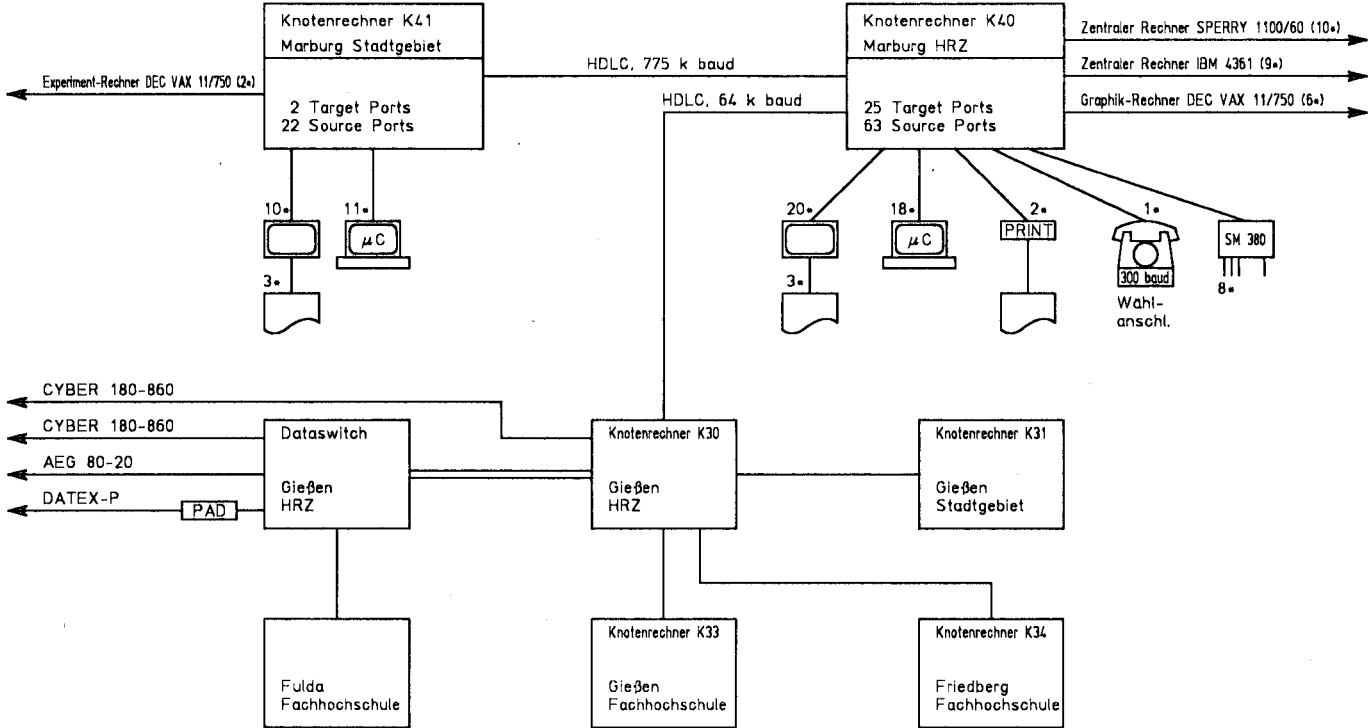 Knotenrechner K41
Marburg Stadtgebiet
2 Target Ports
22 Source Ports
Experiment-Rechner DEC VAX 11/750 (2*)
HDLC, 775 k baud
HDLC, 64 k baud
Knotenrechner K40
Marburg HRZ
25 Target Ports
63 Source Ports
Zentraler Rechner SPERRY 1100/60 (10*)
Zentraler Rechner IBM 4361 (9*)
Graphik-Rechner DEC VAX 11/750 (6*)
10*
11*
µC
3*
20*
18*
2*
1*
µC
PRINT
SM 380
300 baud
3*
8*
Wähl-
anschl.
CYBER 180-860
CYBER 180-860
AEG 80-20
DATEX-P
PAD
Dataswitch
Gießen
HRZ
Knotenrechner K30
Gießen
HRZ
Knotenrechner K31
Gießen
Stadtgebiet
Fulda
Fachhochschule
Knotenrechner K33
Gießen
Fachhochschule
Knotenrechner K34
Friedberg
Fachhochschule